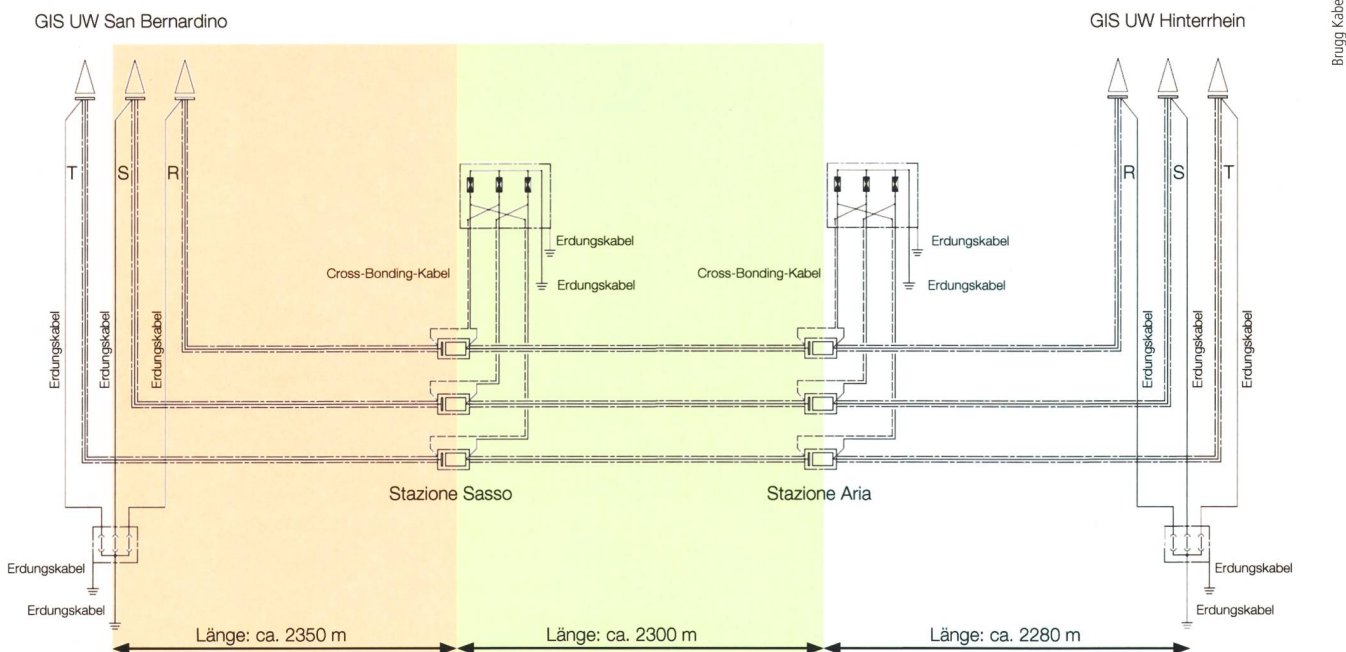 GIS UW San Bernardino
GIS UW Hinterrhein
Brugg Kabel
T
S
R
R
S
T
Erdungskabel
Erdungskabel
Erdungskabel
Erdungskabel
Erdungskabel
Cross-Bonding-Kabel
Erdungskabel
Erdungskabel
Cross-Bonding-Kabel
Erdungskabel
Erdungskabel
Erdungskabel
Erdungskabel
Stazione Sasso
Stazione Aria
Erdungskabel
Erdungskabel
Erdungskabel
Erdungskabel
Länge: ca. 2350 m
Länge: ca. 2300 m
Länge: ca. 2280 m